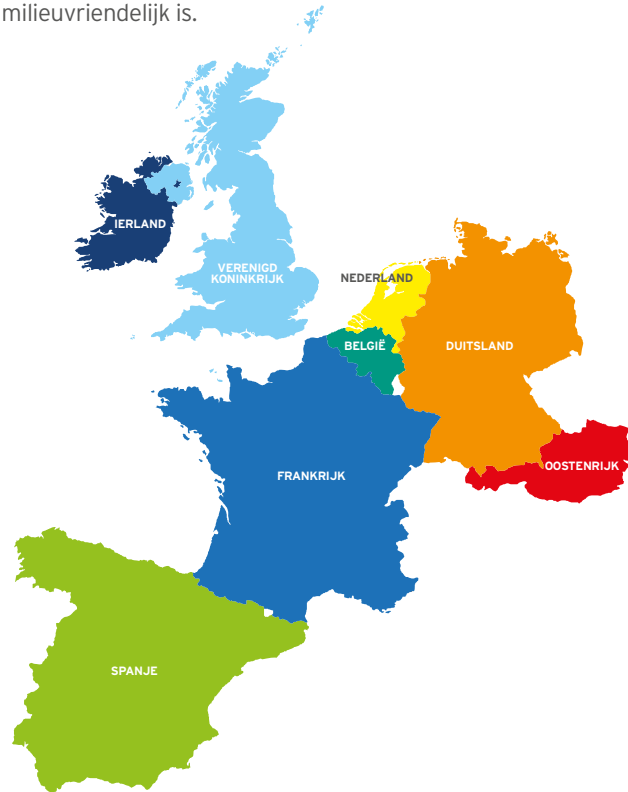 milieuvriendelijk is.
IERLAND
VERENIGD
KONINKRIJK
NEDERLAND
BELGIË
DUITSLAND
OOSTENRIJK
FRANKRIJK
SPANJE